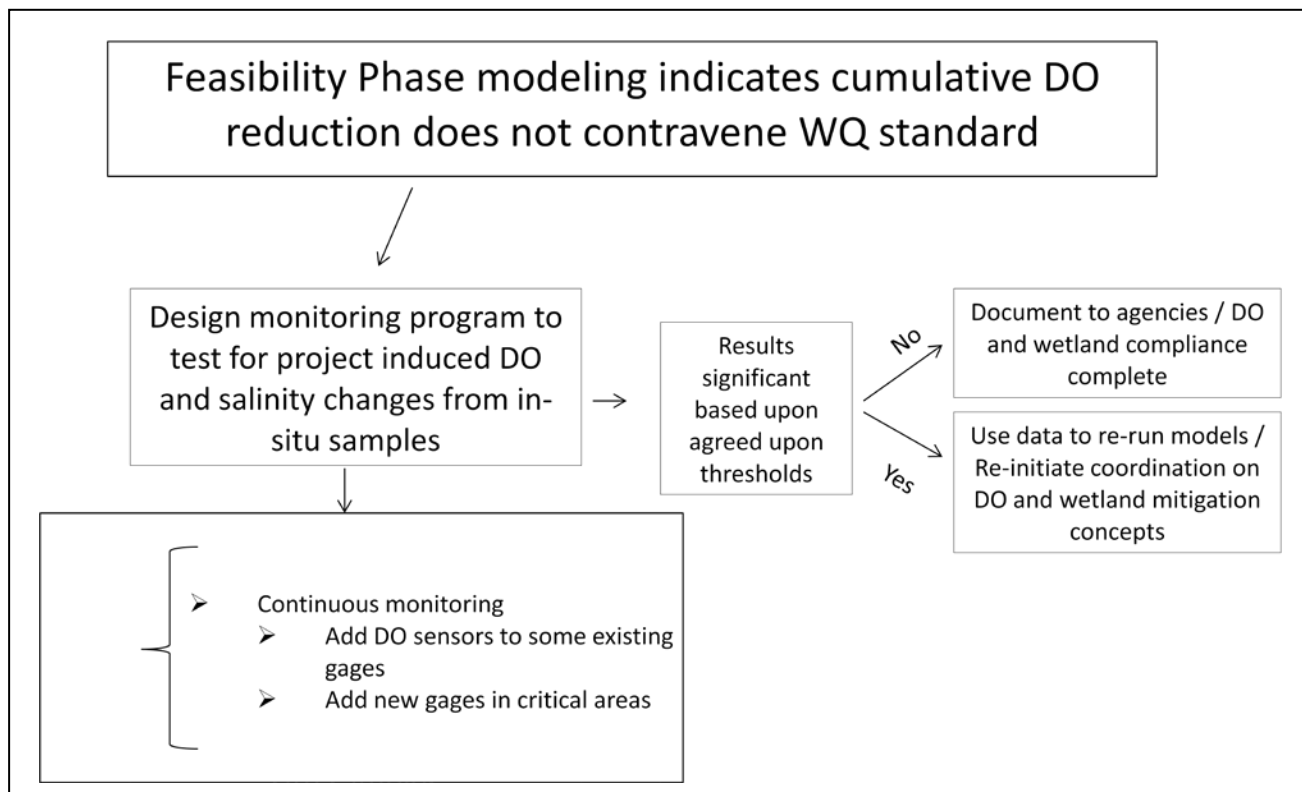 Feasibility Phase modeling indicates cumulative DO
reduction does not contravene WQ standard
Design monitoring program to
test for project induced DO
and salinity changes from in-
situ samples
Results
significant
based upon
agreed upon
thresholds
No
Yes
Document to agencies / DO
and wetland compliance
complete
Use data to re-run models /
Re-initiate coordination on
DO and wetland mitigation
concepts
Continuous monitoring
Add DO sensors to some existing
gages
Add new gages in critical areas